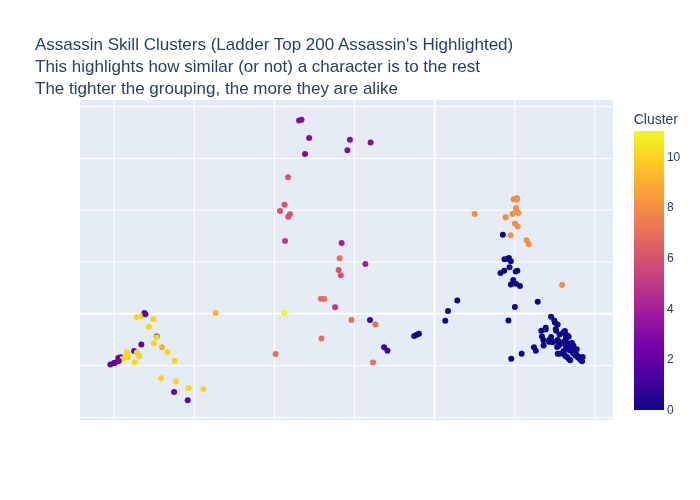 Assassin Skill Clusters (Ladder Top 200 Assassin's Highlighted)
This highlights how similar (or not) a character is to the rest
The tighter the grouping, the more they are alike
Cluster
10
8
6
4
2
0